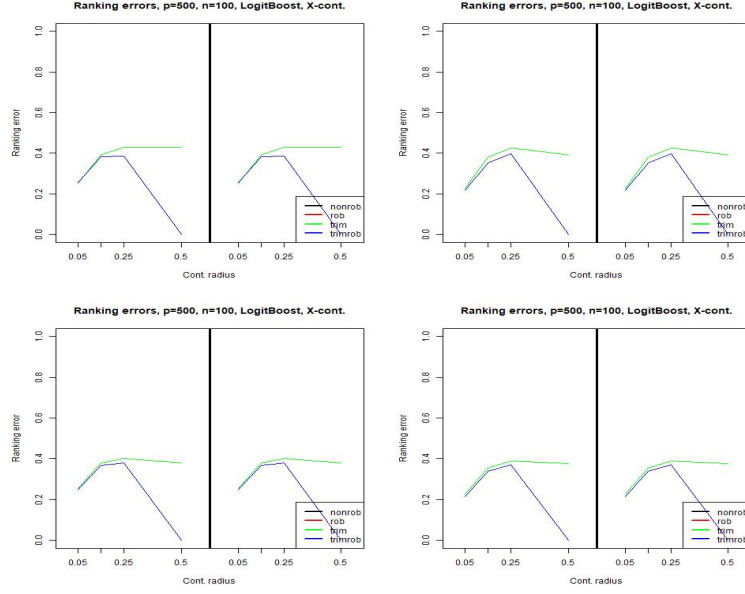 Ranking errors, p=500, n=100, LogitBoost, X-cont.
Ranking error
1.0
0.8
0.6
0.4
0.2
0.0
0.05 0.25 0.5 0.05 0.25 0.5
Cont. radius
nonrob
rob
trim
trimrob
Ranking errors, p=500, n=100, LogitBoost, X-cont.
Ranking error
1.0
0.8
0.6
0.4
0.2
0.0
0.05 0.25 0.5 0.05 0.25 0.5
Cont. radius
nonrob
rob
trim
trimrob
Ranking errors, p=500, n=100, LogitBoost, X-cont.
Ranking error
1.0
0.8
0.6
0.4
0.2
0.0
0.05 0.25 0.5 0.05 0.25 0.5
Cont. radius
nonrob
rob
trim
trimrob
Ranking errors, p=500, n=100, LogitBoost, X-cont.
Ranking error
1.0
0.8
0.6
0.4
0.2
0.0
0.05 0.25 0.5 0.05 0.25 0.5
Cont. radius
nonrob
rob
trim
trimrob